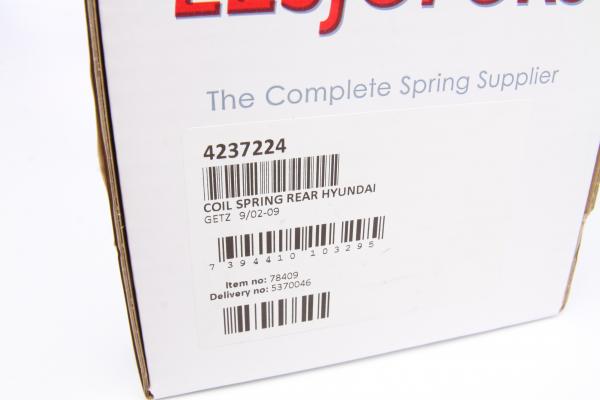 The Complete Spring Supplier
4237224
COIL SPRING REAR HYUNDAI
GETZ 9/02-09
7 394410 103295
Item no: 78409
Delivery no: 5370046